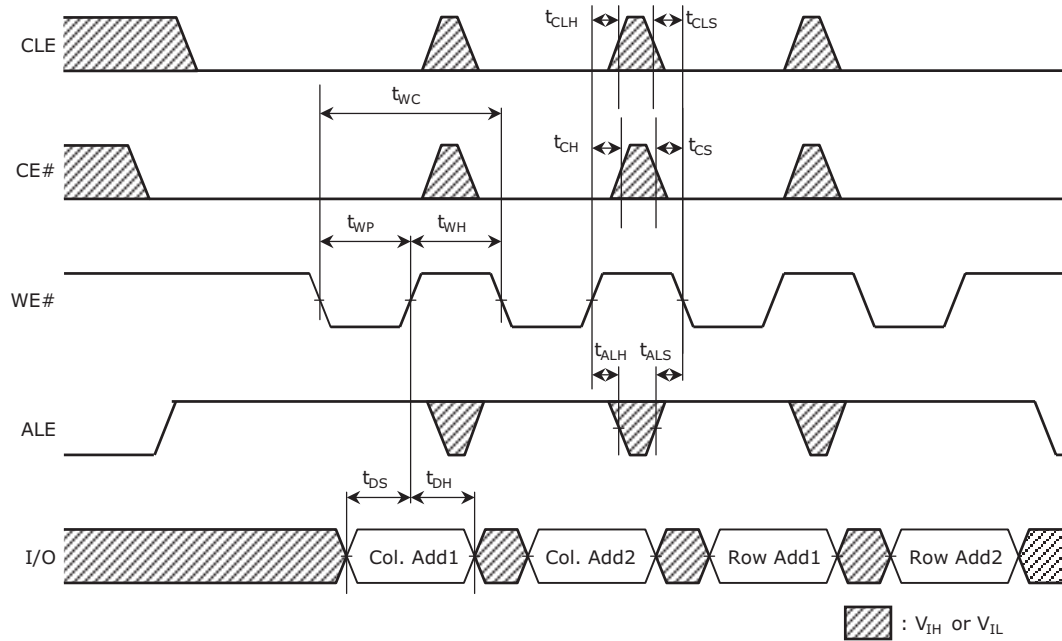 CLE
tCLH
tCLS
tWC
CE#
tCH
tCS
tWP
tWH
WE#
tALH
tALS
ALE
tDS
tDH
I/O
Col. Add1
Col. Add2
Row Add1
Row Add2
: VIH or VIL